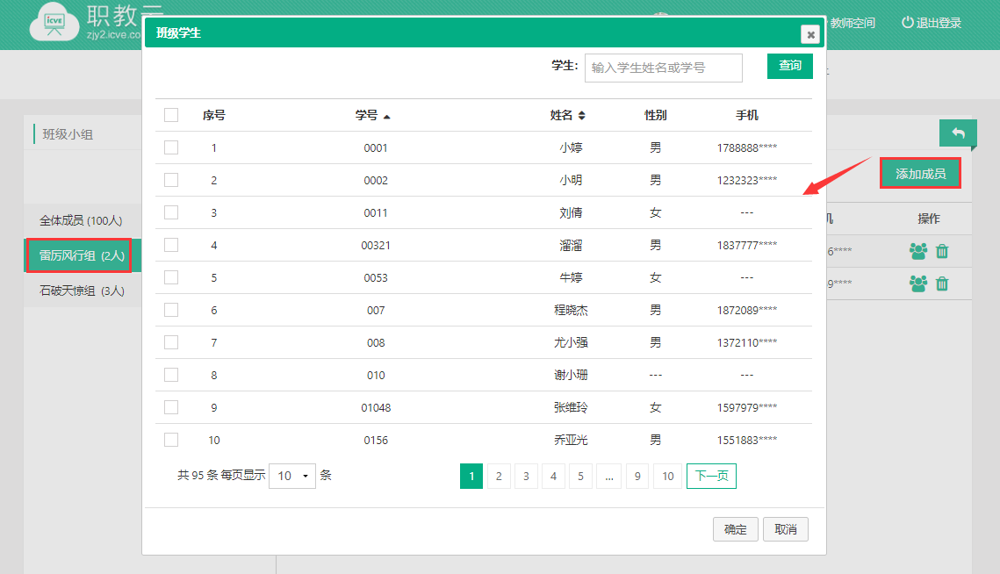 icve
职教云
zjy2.icve.co
教师空间
退出登录
班级学生
学生:
输入学生姓名或学号
查询
班级小组
添加成员
序号 学号 姓名 性别 手机
1 0001 小婷 男 1788888****
2 0002 小明 男 1232323****
全体成员 (100人)
3 0011 刘倩 女 ---
机 操作
雷厉风行组 (2人)
4 00321 溜溜 男 1837777****
6****
石破天惊组 (3人)
5 0053 牛婷 女 ---
9****
6 007 程晓杰 男 1872089****
7 008 尤小强 男 1372110****
8 010 谢小珊 --- ---
9 01048 张维玲 女 1597979****
10 0156 乔亚光 男 1551883****
共 95 条 每页显示 10 条
1 2 3 4 5 ... 9 10 下一页
确定 取消